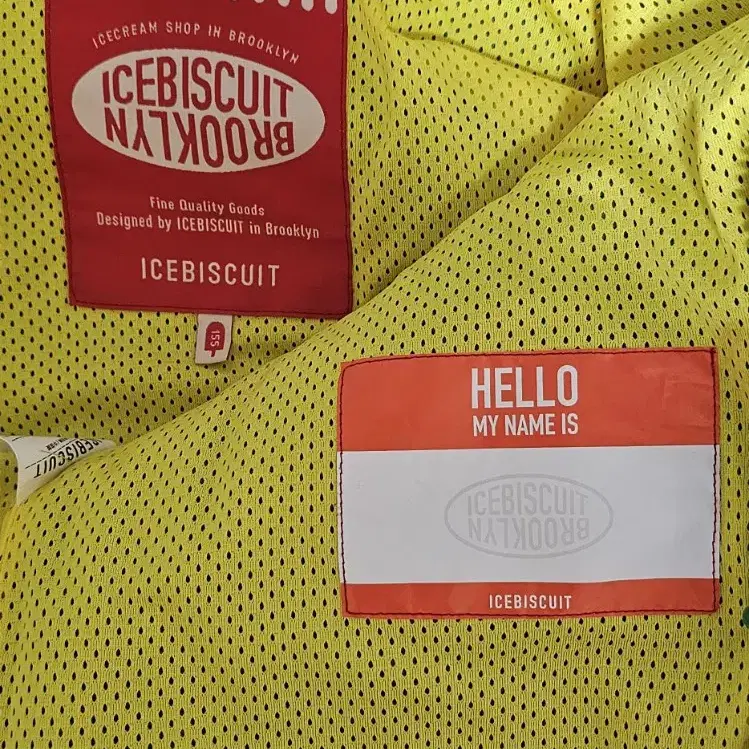 ICECREAM SHOP IN BROOKLYN
ICEBISCUIT
BROOKLYN
Fine Quality Goods
Designed by ICEBISCUIT in Brooklyn
ICEBISCUIT
155
ICEBISCUIT
HELLO
MY NAME IS
ICEBISCUIT
BROOKLYN
ICEBISCUIT